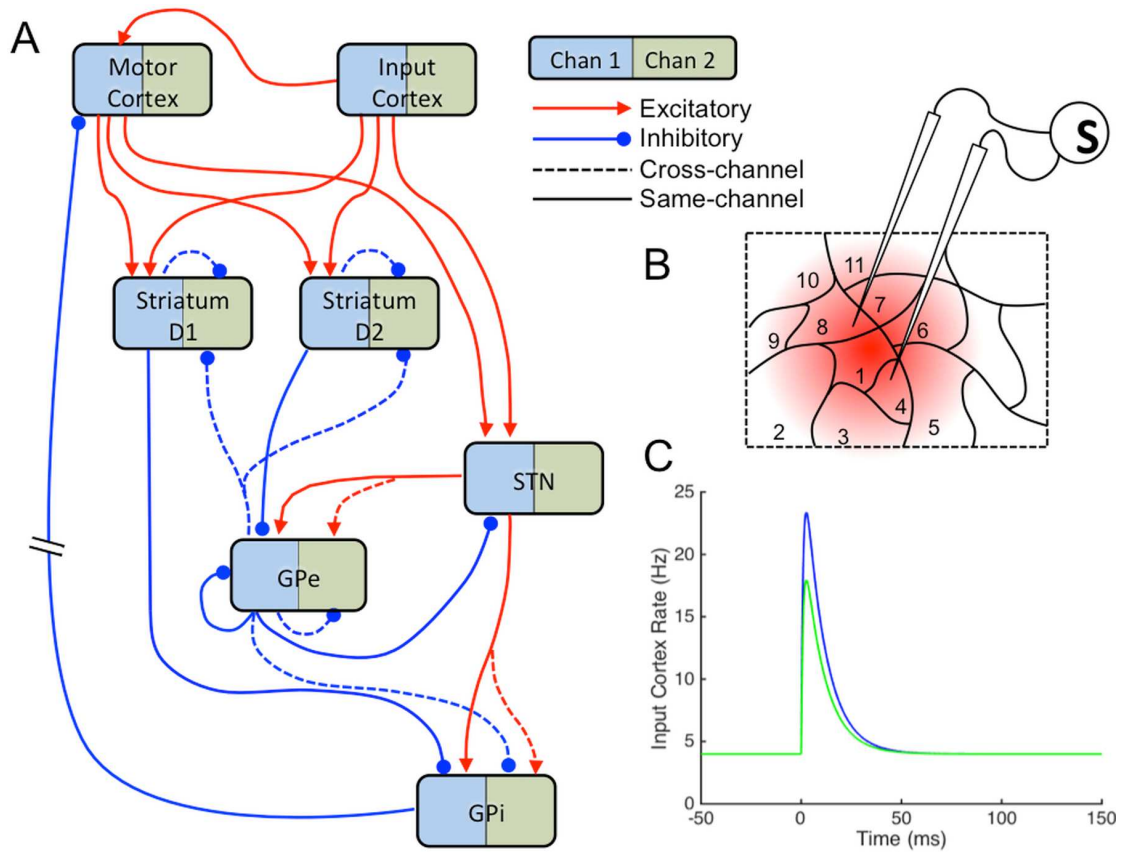 A
Motor
Cortex
Input
Cortex
Chan 1
Chan 2
Excitatory
Inhibitory
Cross-channel
Same-channel
S
Striatum
D1
Striatum
D2
STN
GPe
GPi
B
10
11
7
9
8
6
1
4
2
3
5
C
Input Cortex Rate (Hz)
25
20
15
10
5
0
-50
0
50
100
150
Time (ms)